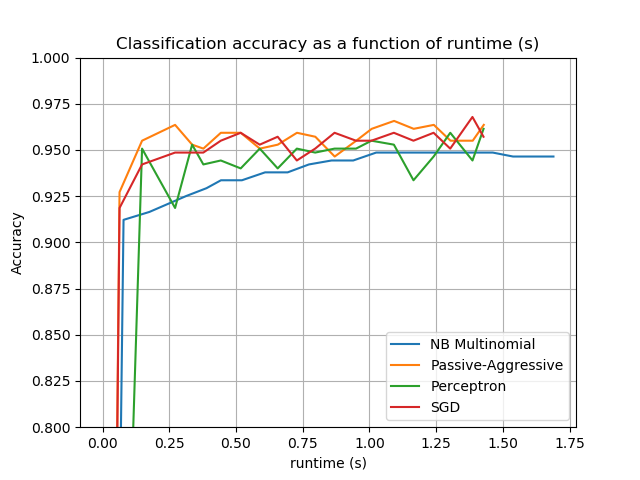 Classification accuracy as a function of runtime (s)
1.000
0.975
0.950
0.925
0.900
0.875
0.850
0.825
0.800
Accuracy
NB Multinomial
Passive-Aggressive
Perceptron
SGD
0.00 0.25 0.50 0.75 1.00 1.25 1.50 1.75
runtime (s)